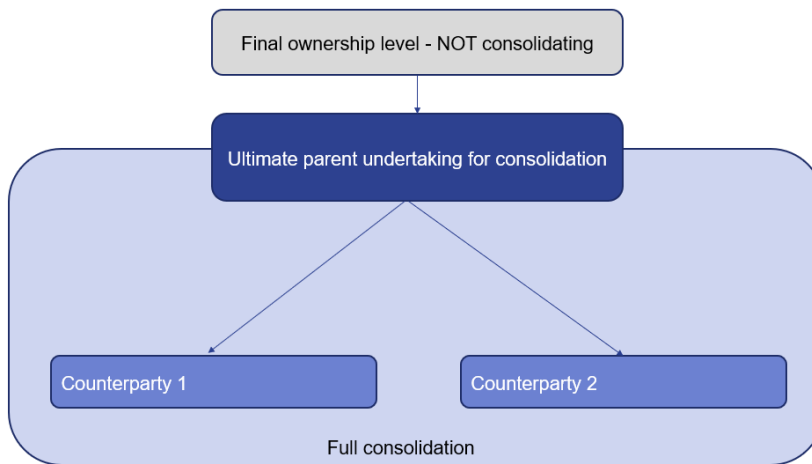 Final ownership level - NOT consolidating
Ultimate parent undertaking for consolidation
Counterparty 1
Counterparty 2
Full consolidation